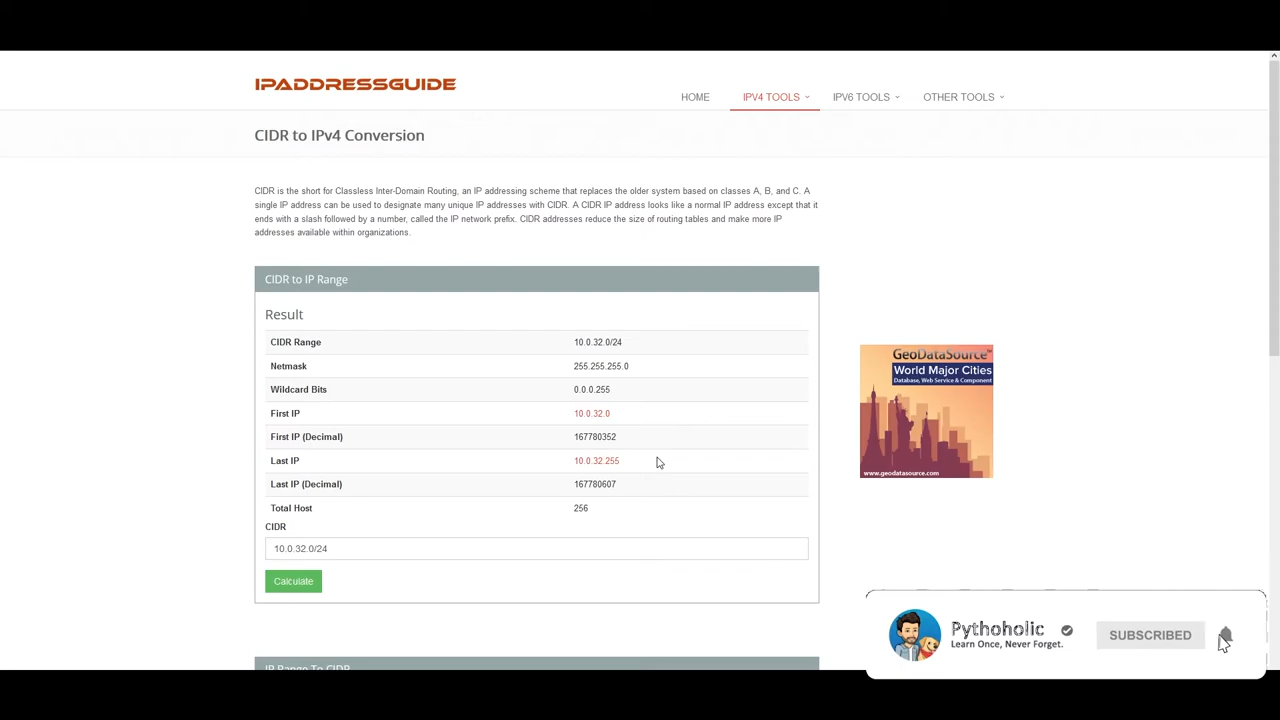 IPADDRESSGUIDE
HOME
IPV4 TOOLS
IPV6 TOOLS
OTHER TOOLS
CIDR to IPv4 Conversion
CIDR is the short for Classless Inter-Domain Routing, an IP addressing scheme that replaces the older system based on classes A, B, and C. A
single IP address can be used to designate many unique IP addresses with CIDR. A CIDR IP address looks like a normal IP address except that it
ends with a slash followed by a number, called the IP network prefix. CIDR addresses reduce the size of routing tables and make more IP
addresses available within organizations.
CIDR to IP Range
Result
CIDR Range 10.0.32.0/24
Netmask 255.255.255.0
Wildcard Bits 0.0.0.255
First IP 10.0.32.0
First IP (Decimal) 167780352
Last IP 10.0.32.255
Last IP (Decimal) 167780607
Total Host 256
CIDR
10.0.32.0/24
Calculate
GeoDataSource™
World Major Cities
Database, Web Service & Component
www.geodatasource.com
Pythoholic
Learn Once, Never Forget.
SUBSCRIBED
IP Range To CIDR